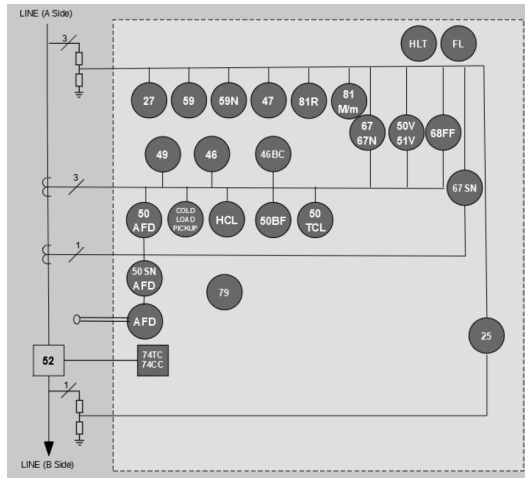 LINE (A Side)
3
HLT
FL
27
59
59N
47
81R
81
M/m
67
67N
50V
51V
68FF
49
46
46BC
3
67 SN
50
AFD
COLD
LOAD
PICKUP
HCL
50BF
50
TCL
1
50 SN
AFD
79
AFD
25
52
74TC
74CC
1
LINE (B Side)